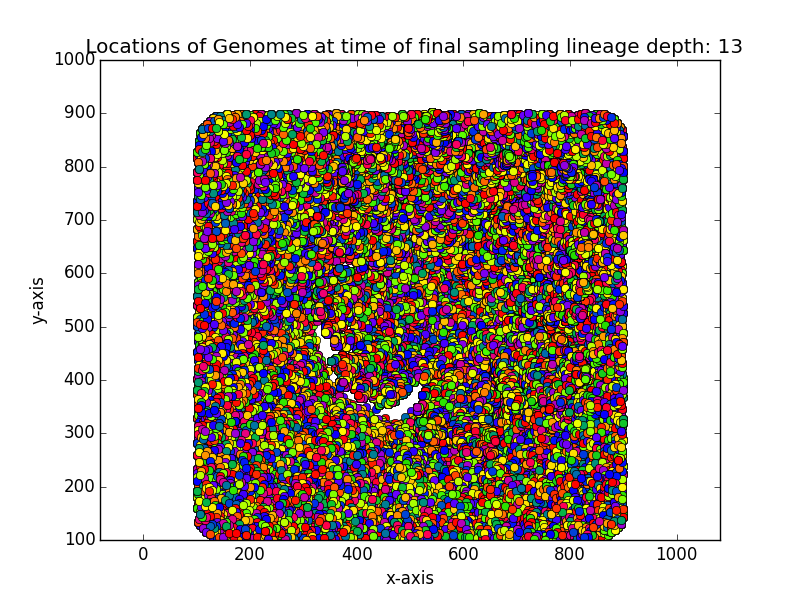 Locations of Genomes at time of final sampling lineage depth: 13
1000
900
800
700
600
500
400
300
200
100
y-axis
0 200 400 600 800 1000
x-axis